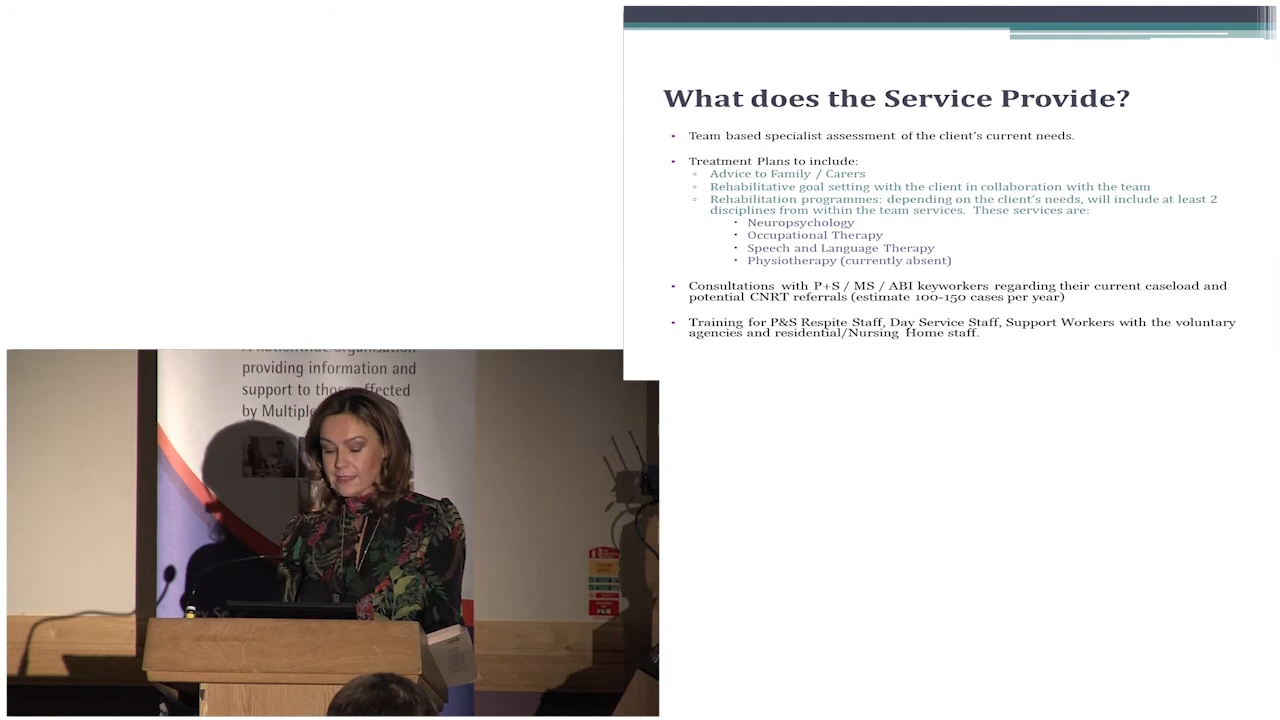 What does the Service Provide?
Team based specialist assessment of the client's current needs.
Treatment Plans to include:
Advice to Family / Carers
Rehabilitative goal setting with the client in collaboration with the team
Rehabilitation programmes: depending on the client's needs, will include at least 2
disciplines from within the team services. These services are:
Neuropsychology
Occupational Therapy
Speech and Language Therapy
Physiotherapy (currently absent)
Consultations with P+S / MS / ABI keyworkers regarding their current caseload and
potential CNRT referrals (estimate 100-150 cases per year)
Training for P&S Respite Staff, Day Service Staff, Support Workers with the voluntary
agencies and residential/Nursing Home staff.
A nationwide organisation
providing information and
support to those affected
by Multiple